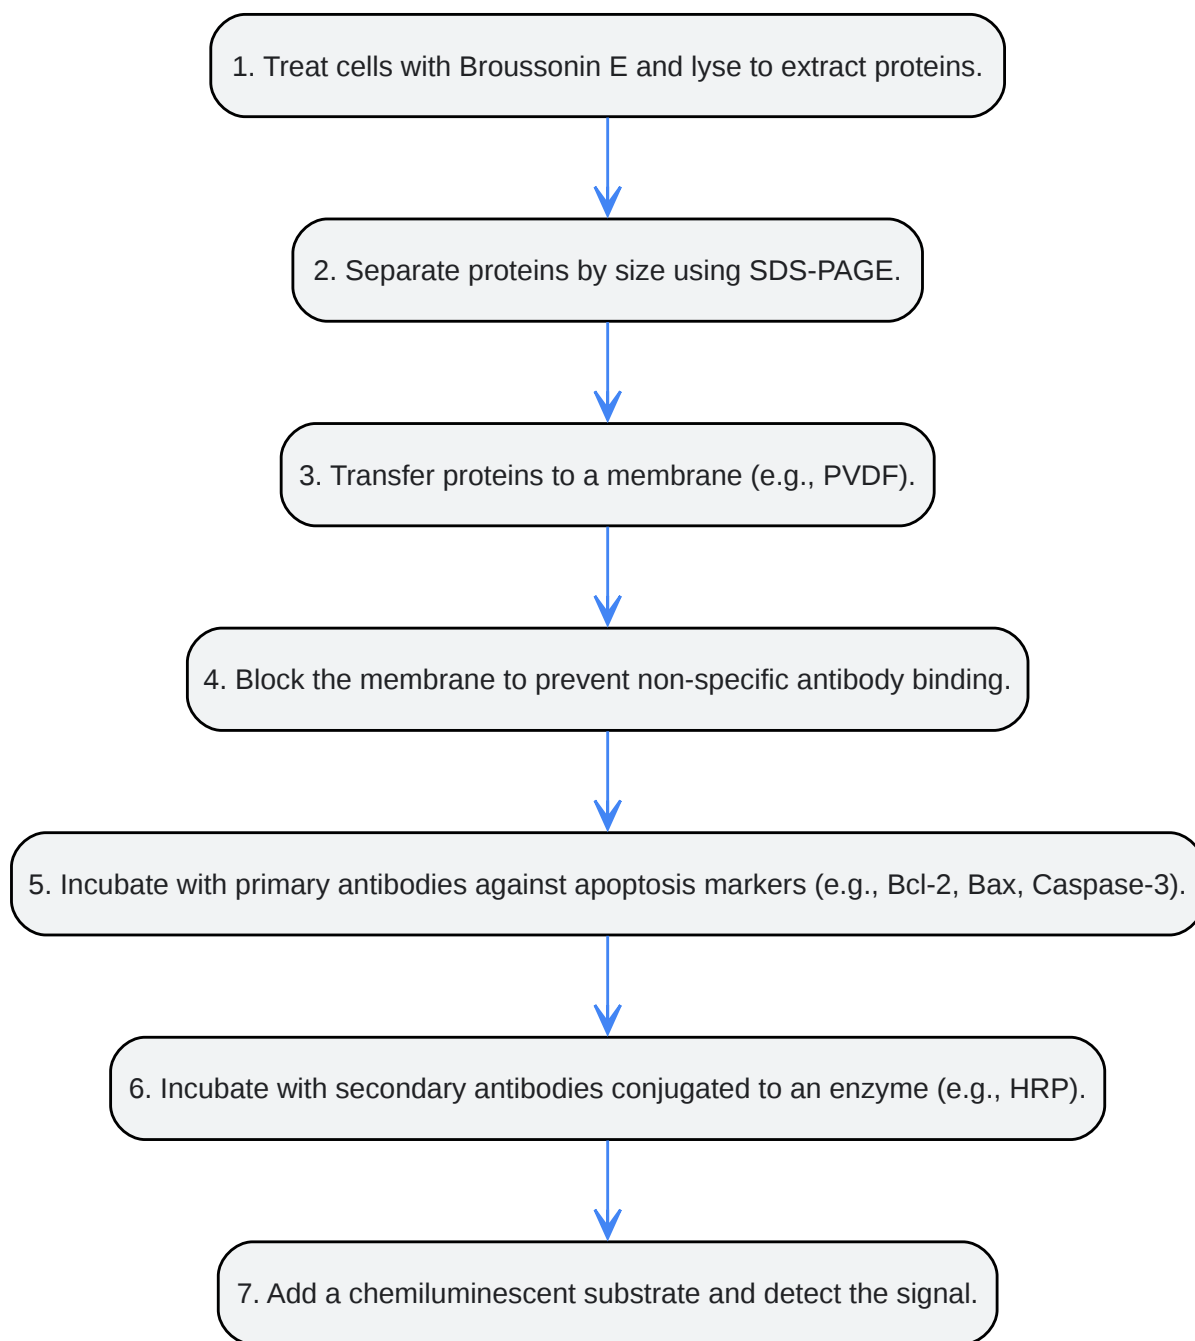 1. Treat cells with Broussonin E and lyse to extract proteins.
2. Separate proteins by size using SDS-PAGE.
3. Transfer proteins to a membrane (e.g., PVDF).
4. Block the membrane to prevent non-specific antibody binding.
5. Incubate with primary antibodies against apoptosis markers (e.g., Bcl-2, Bax, Caspase-3).
6. Incubate with secondary antibodies conjugated to an enzyme (e.g., HRP).
7. Add a chemiluminescent substrate and detect the signal.